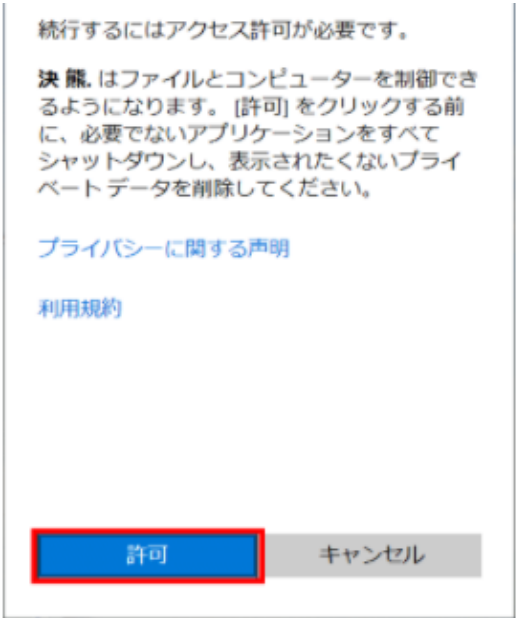 続行するにはアクセス許可が必要です。
決 熊. はファイルとコンピューターを制御でき
るようになります。 [許可] をクリックする前
に、必要でないアプリケーションをすべて
シャットダウンし、表示されたくないプライ
ベート データを削除してください。
プライバシーに関する声明
利用規約
許可
キャンセル